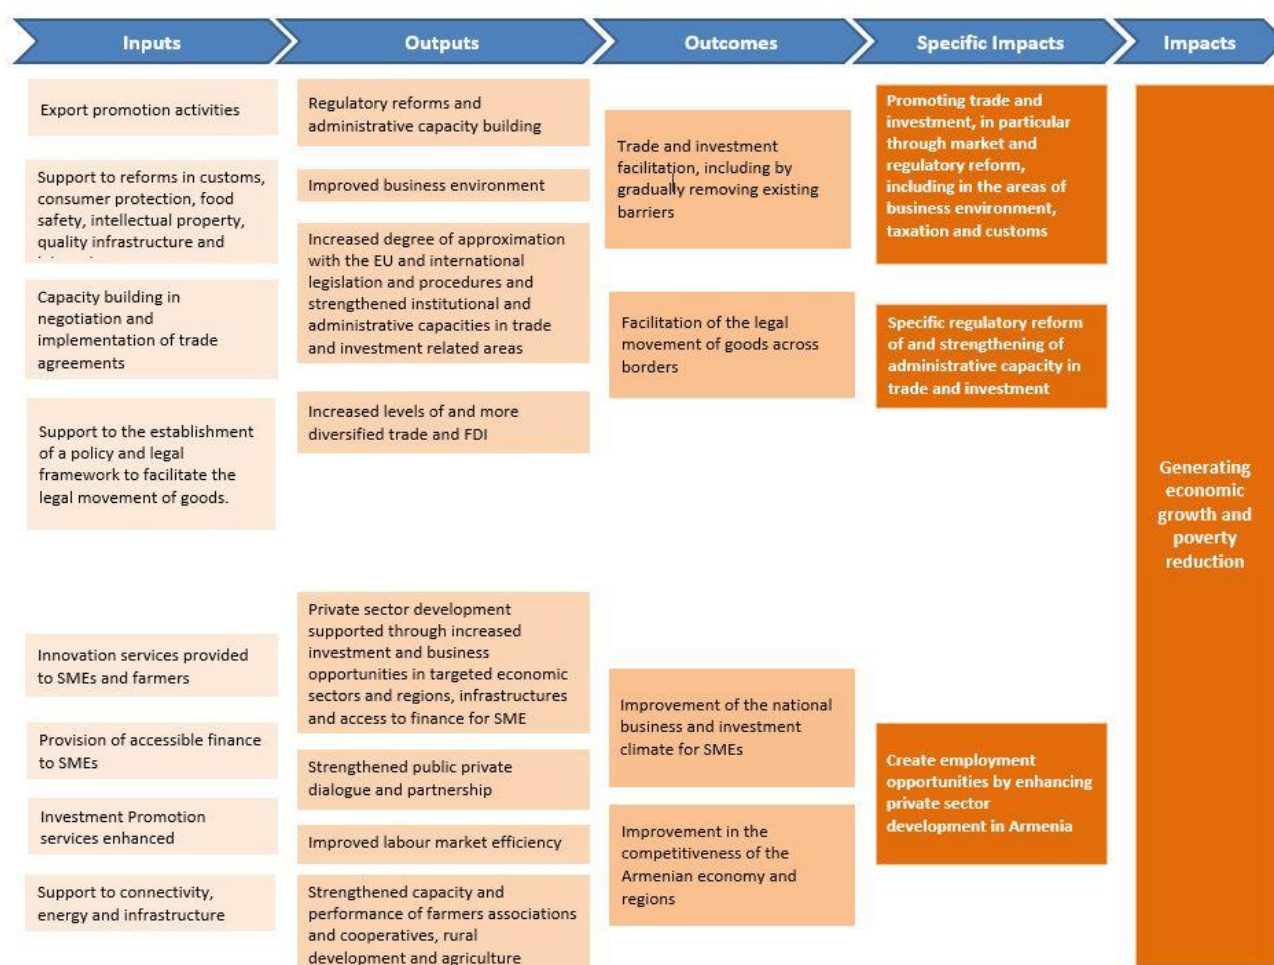 Inputs
Outputs
Outcomes
Specific Impacts
Impacts
Export promotion activities
Support to reforms in customs,
consumer protection, food
safety, intellectual property,
quality infrastructure and
Capacity building in
negotiation and
implementation of trade
agreements
Support to the establishment
of a policy and legal
framework to facilitate the
legal movement of goods.
Innovation services provided
to SMEs and farmers
Provision of accessible finance
to SMEs
Investment Promotion
services enhanced
Support to connectivity,
energy and infrastructure
Regulatory reforms and
administrative capacity building
Improved business environment
Increased degree of approximation
with the EU and international
legislation and procedures and
strengthened institutional and
administrative capacities in trade
and investment related areas
Increased levels of and more
diversified trade and FDI
Private sector development
supported through increased
investment and business
opportunities in targeted economic
sectors and regions, infrastructures
and access to finance for SME
Strengthened public private
dialogue and partnership
Improved labour market efficiency
Strengthened capacity and
performance of farmers associations
and cooperatives, rural
development and agriculture
Trade and investment
facilitation, including by
gradually removing existing
barriers
Facilitation of the legal
movement of goods across
borders
Improvement of the national
business and investment
climate for SMEs
Improvement in the
competitiveness of the
Armenian economy and
regions
Promoting trade and
investment, in particular
through market and
regulatory reform,
including in the areas of
business environment,
taxation and customs
Specific regulatory reform
of and strengthening of
administrative capacity in
trade and investment
Create employment
opportunities by enhancing
private sector
development in Armenia
Generating
economic
growth and
poverty
reduction